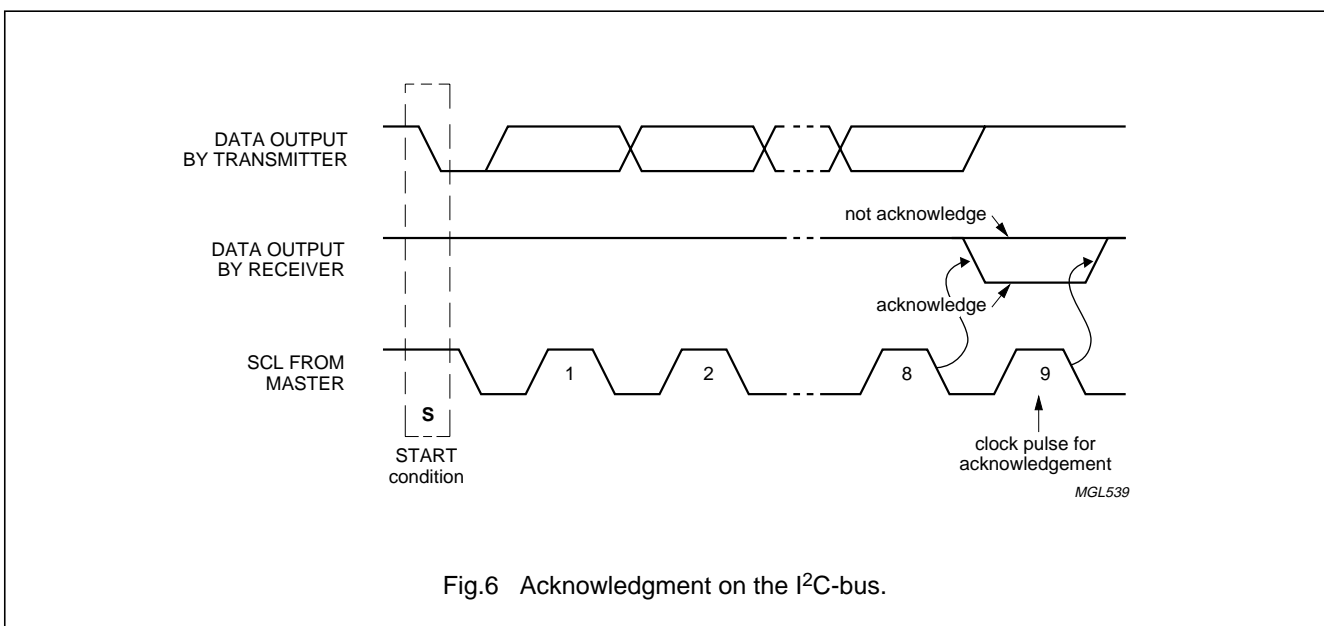 DATA OUTPUT
BY TRANSMITTER
not acknowledge
DATA OUTPUT
BY RECEIVER
acknowledge
SCL FROM
MASTER
1
2
8
9
S
START
condition
clock pulse for
acknowledgement
MGL539
Fig.6 Acknowledgment on the I²C-bus.